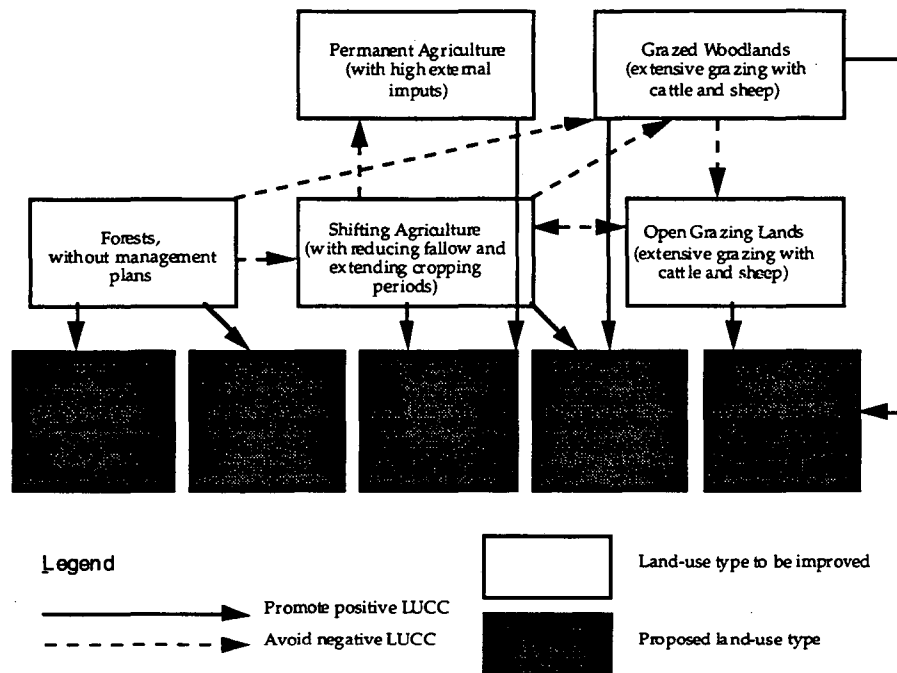 Permanent Agriculture
(with high external
imputs)
Grazed Woodlands
(extensive grazing with
cattle and sheep)
Forests,
without management
plans
Shifting Agriculture
(with reducing fallow and
extending cropping
periods)
Open Grazing Lands
(extensive grazing with
cattle and sheep)
Legend
Promote positive LUCC
Avoid negative LUCC
Land-use type to be improved
Proposed land-use type